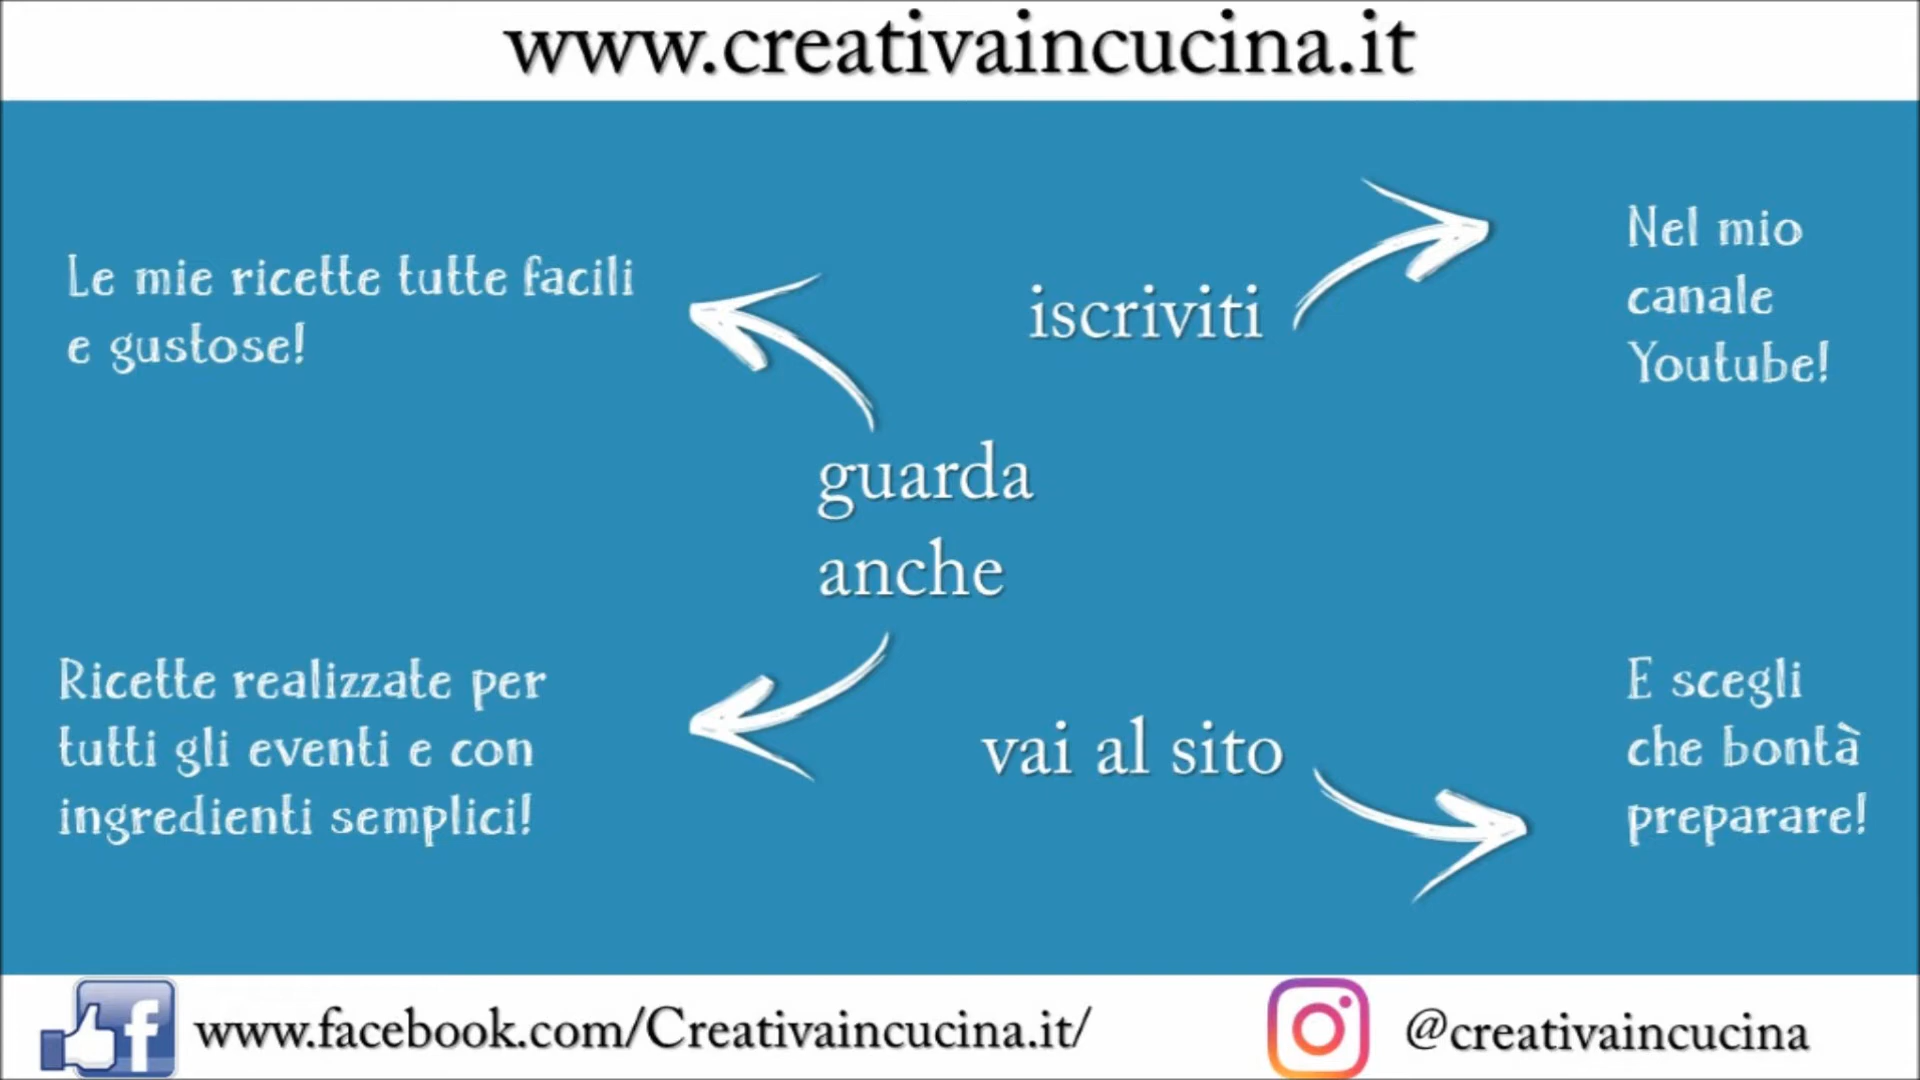 www.creativaincucina.it
Le mie ricette tutte facili
e gustose!
iscriviti
Nel mio
canale
Youtube!
guarda
anche
Ricette realizzate per
tutti gli eventi e con
ingredienti semplici!
vai al sito
E scegli
che bontà
preparare!
f
www.facebook.com/Creativaincucina.it/
@creativaincucina